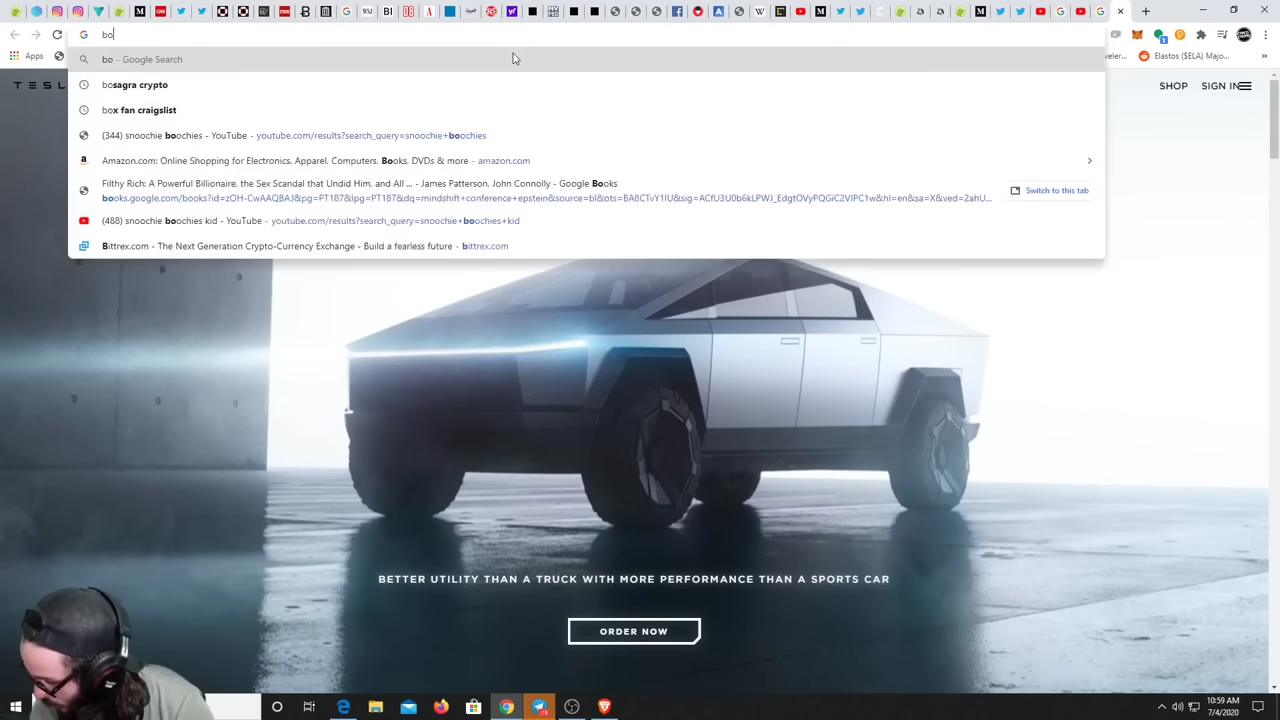 bo
bo - Google Search
bosagra crypto
box fan craigslist
(344) snoochie boochies - YouTube - youtube.com/results?search_query=snoochie+boochies
Amazon.com: Online Shopping for Electronics, Apparel, Computers, Books, DVDs & more - amazon.com
Filthy Rich: A Powerful Billionaire, the Sex Scandal that Undid Him, and All ... - James Patterson, John Connolly - Google Books
Switch to this tab
(488) snoochie boochies kid - YouTube - youtube.com/results?search_query=snoochie+boochies+kid
Bittrex.com - The Next Generation Crypto-Currency Exchange - Build a fearless future - bittrex.com
Apps
veler...
Elastos ($ELA) Majo...
TESL
SHOP
SIGN IN
BETTER UTILITY THAN A TRUCK WITH MORE PERFORMANCE THAN A SPORTS CAR
ORDER NOW
10:59 AM
7/4/2020